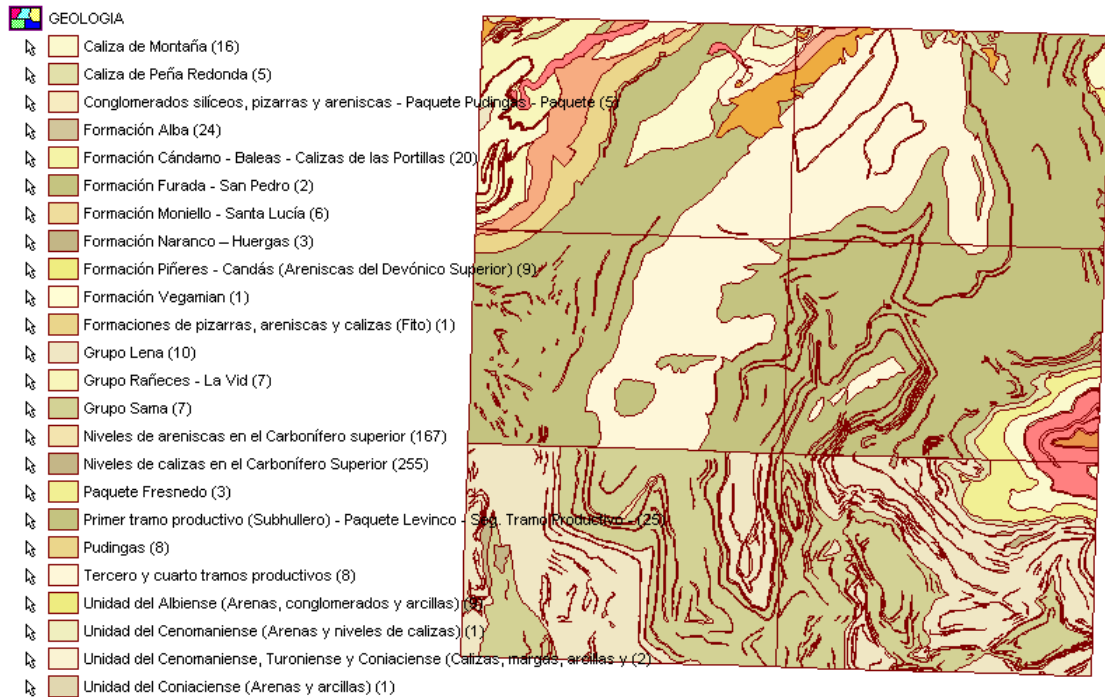 GEOLOGIA
Caliza de Montaña (16)
Caliza de Peña Redonda (5)
Conglomerados silíceos, pizarras y areniscas - Paquete Pudingas - Paquete (5)
Formación Alba (24)
Formación Cándamo - Baleas - Calizas de las Portillas (20)
Formación Furada - San Pedro (2)
Formación Moniello - Santa Lucía (6)
Formación Naranco – Huergas (3)
Formación Piñeres - Candás (Areniscas del Devónico Superior) (9)
Formación Vegamian (1)
Formaciones de pizarras, areniscas y calizas (Fito) (1)
Grupo Lena (10)
Grupo Rañeces - La Vid (7)
Grupo Sama (7)
Niveles de areniscas en el Carbonífero superior (167)
Niveles de calizas en el Carbonífero Superior (255)
Paquete Fresnedo (3)
Primer tramo productivo (Subhullero) - Paquete Levinco - Seg. Tramo Productivo - (25)
Pudingas (8)
Tercero y cuarto tramos productivos (8)
Unidad del Albiense (Arenas, conglomerados y arcillas)
Unidad del Cenomaniense (Arenas y niveles de calizas) (1)
Unidad del Cenomaniense, Turoniense y Coniaciense (Calizas, margas, arcillas y (2)
Unidad del Coniaciense (Arenas y arcillas) (1)